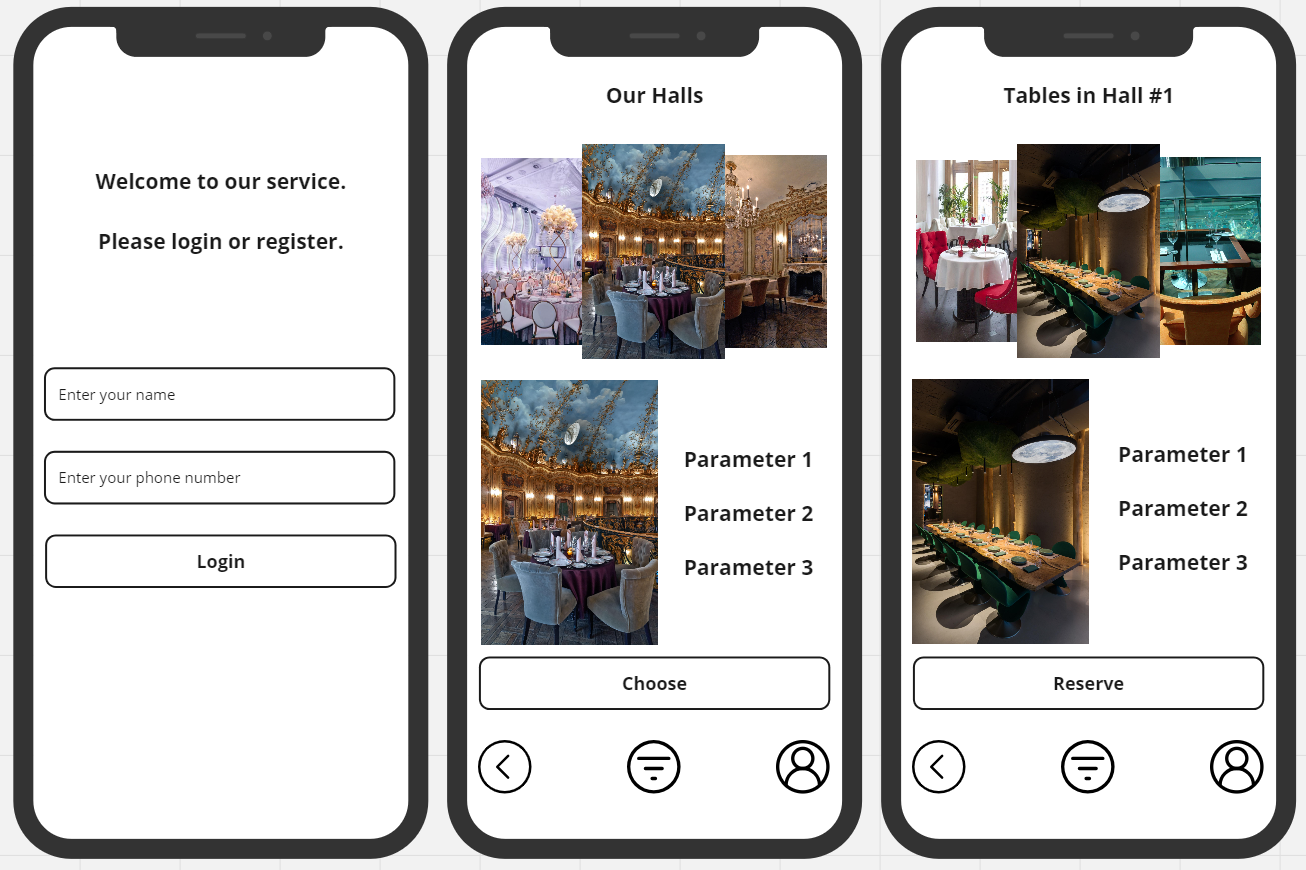 Welcome to our service.
Please login or register.
Enter your name
Enter your phone number
Login
Our Halls
Parameter 1
Parameter 2
Parameter 3
Choose
Tables in Hall #1
Parameter 1
Parameter 2
Parameter 3
Reserve